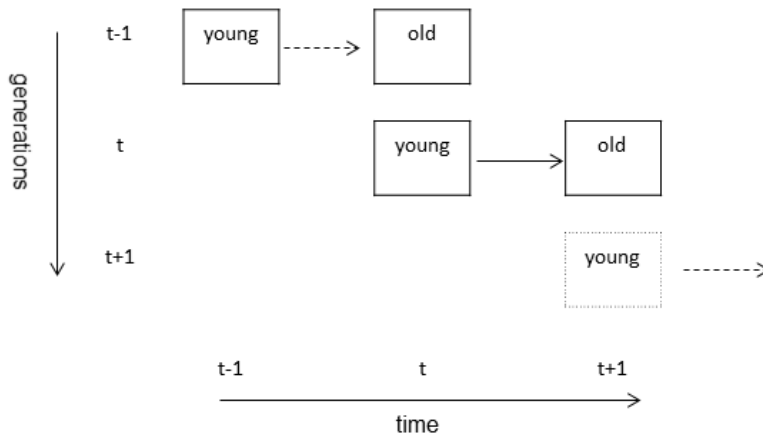 t-1
young
old
generations
t
young
old
t+1
young
t-1
t
t+1
time